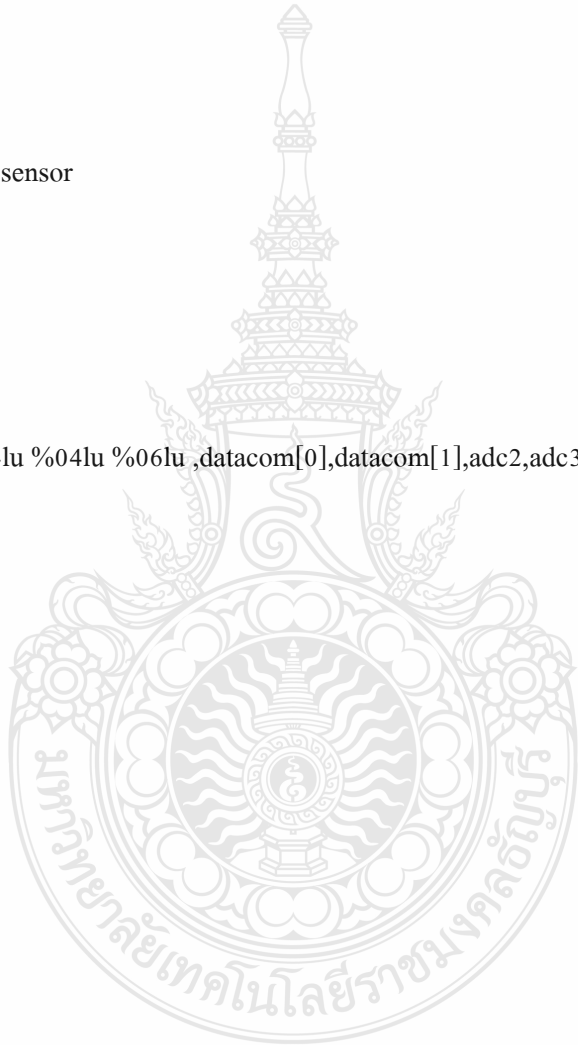 sensor
lu %04lu %06lu ,datacom[0],datacom[1],adc2,adc3
มหาวิทยาลัยเทคโนโลยีราชมงคลธัญบุรี